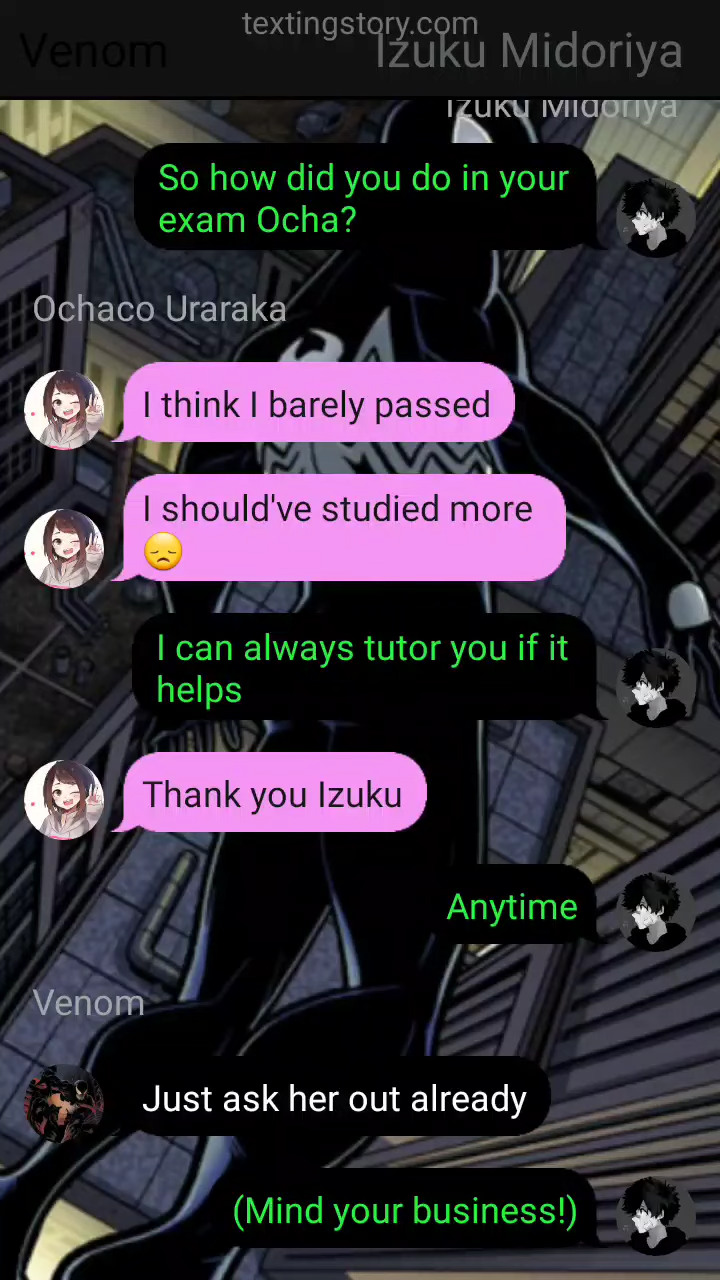 textingstory.com
Venom
Izuku Midoriya
Izuku Midoriya
So how did you do in your
exam Ocha?
Ochaco Uraraka
I think I barely passed
I should've studied more
😞
I can always tutor you if it
helps
Thank you Izuku
Anytime
Venom
Just ask her out already
(Mind your business!)